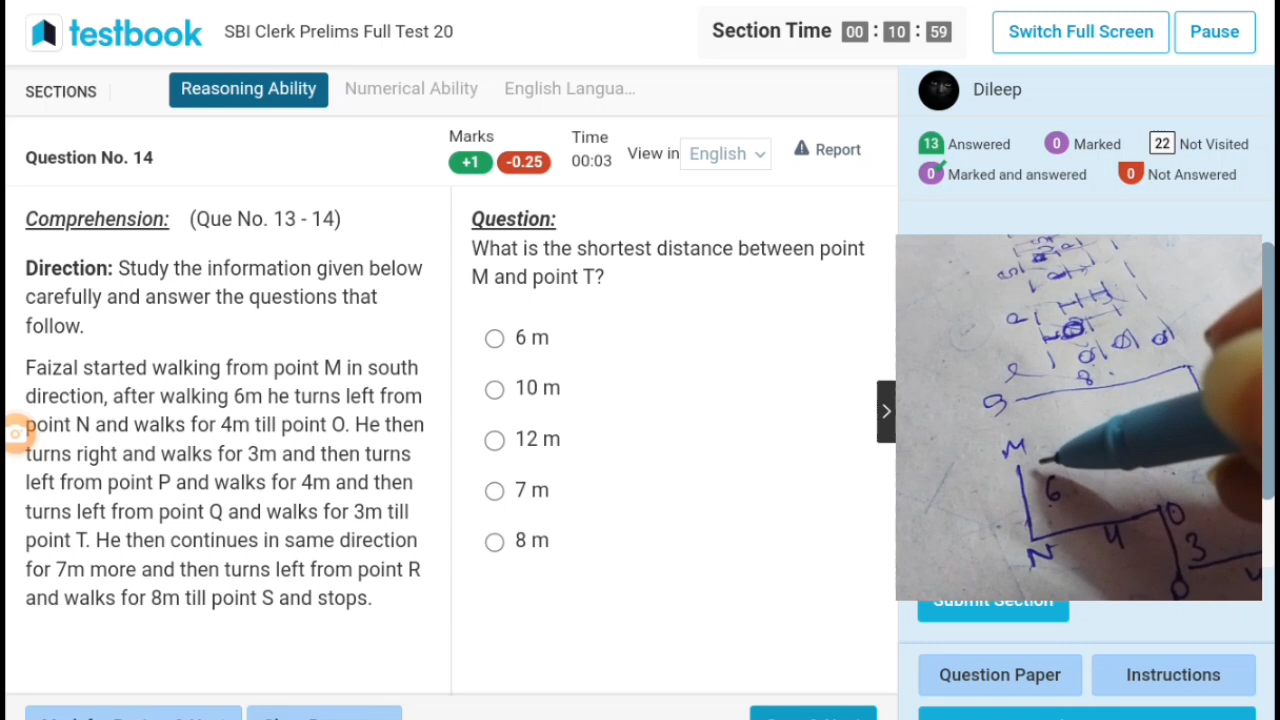 testbook
SBI Clerk Prelims Full Test 20
Section Time 00 : 10 : 59
Switch Full Screen
Pause
SECTIONS
Reasoning Ability
Numerical Ability
English Langua...
Dileep
Question No. 14
Marks
+1 -0.25
Time
00:03
View in English
Report
13 Answered
0 Marked
22 Not Visited
0 Marked and answered
0 Not Answered
Comprehension: (Que No. 13 - 14)
Direction: Study the information given below
carefully and answer the questions that
follow.
Faizal started walking from point M in south
direction, after walking 6m he turns left from
point N and walks for 4m till point O. He then
turns right and walks for 3m and then turns
left from point P and walks for 4m and then
turns left from point Q and walks for 3m till
point T. He then continues in same direction
for 7m more and then turns left from point R
and walks for 8m till point S and stops.
Question:
What is the shortest distance between point
M and point T?
6 m
10 m
12 m
7 m
8 m
8
M
6
N
4
O
3
Submit Section
Question Paper
Instructions